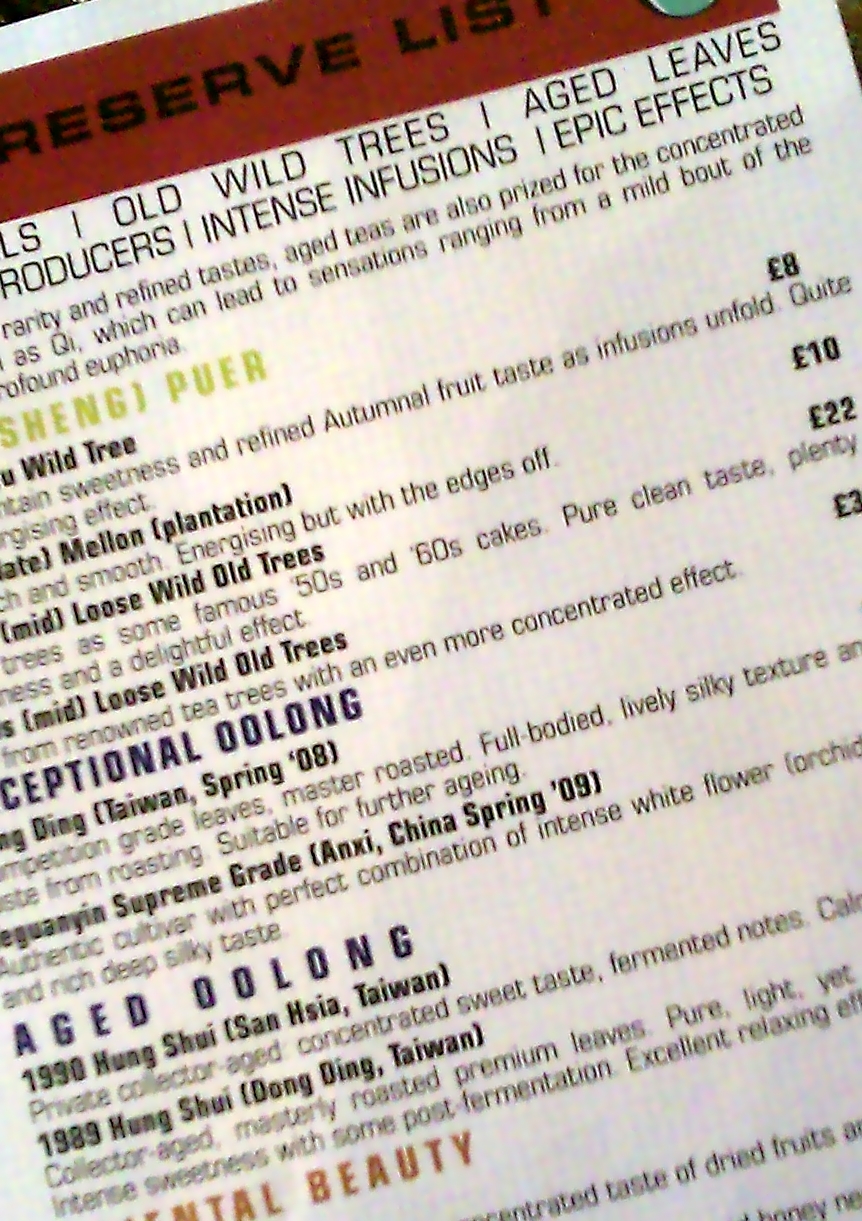 RESERVE LIST
LS | OLD WILD TREES | AGED LEAVES
RODUCERS | INTENSE INFUSIONS | EPIC EFFECTS
rarity and refined tastes, aged teas are also prized for the concentrated
as Qi, which can lead to sensations ranging from a mild bout of the
rofound euphoria.
SHENG) PUER
u Wild Tree £8
ntain sweetness and refined Autumnal fruit taste as infusions unfold. Quite
rgising effect.
late) Mellon (plantation) £10
ch and smooth. Energising but with the edges off.
(mid) Loose Wild Old Trees £22
trees as some famous '50s and '60s cakes. Pure clean taste, plenty
ness and a delightful effect.
s (mid) Loose Wild Old Trees £3
from renowned tea trees with an even more concentrated effect.
CEPTIONAL OOLONG
ng Ding (Taiwan, Spring '08)
ompetition grade leaves, master roasted. Full-bodied, lively silky texture an
aste from roasting. Suitable for further ageing.
eguanyin Supreme Grade (Anxi, China Spring '09)
Authentic cultivar with perfect combination of intense white flower (orchid
and rich deep silky taste.
AGED OOLONG
1990 Hung Shui (San Hsia, Taiwan)
Private collector-aged: concentrated sweet taste, fermented notes. Calm
1989 Hung Shui (Dong Ding, Taiwan)
Collector-aged, masterly roasted premium leaves. Pure, light, yet
Intense sweetness with some post-fermentation. Excellent relaxing eff
ENTAL BEAUTY
ncentrated taste of dried fruits a
honey ne